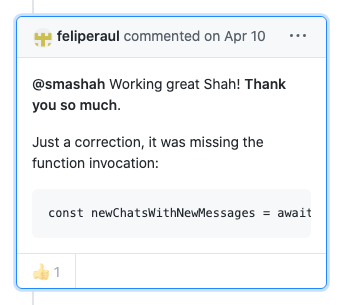 feliperaul commented on Apr 10 ...
@smashah Working great Shah! Thank
you so much.
Just a correction, it was missing the
function invocation:
const newChatsWithNewMessages = await
👍 1